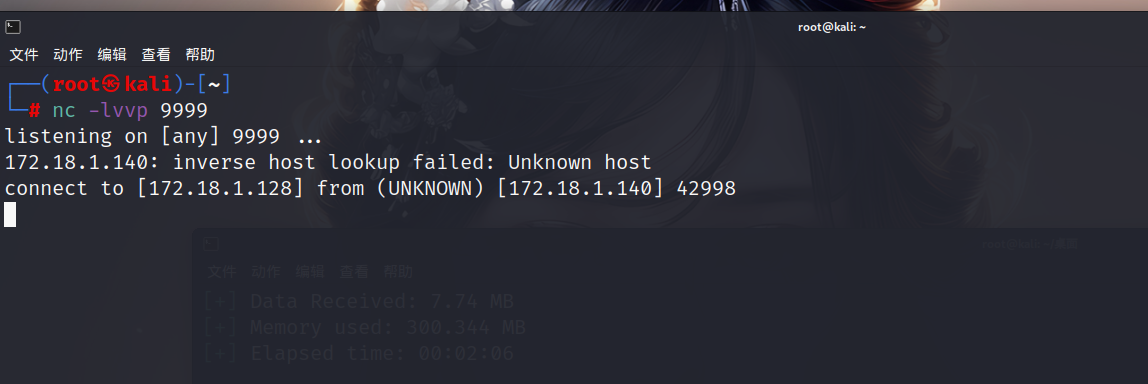 root@kali: ~
文件 动作 编辑 查看 帮助
┌──(root㉿kali)-[~]
└─# nc -lvvp 9999
listening on [any] 9999 ...
172.18.1.140: inverse host lookup failed: Unknown host
connect to [172.18.1.128] from (UNKNOWN) [172.18.1.140] 42998
文件 动作 编辑 查看 帮助
[+] Data Received: 7.74 MB
[+] Memory used: 300.344 MB
[+] Elapsed time: 00:02:06